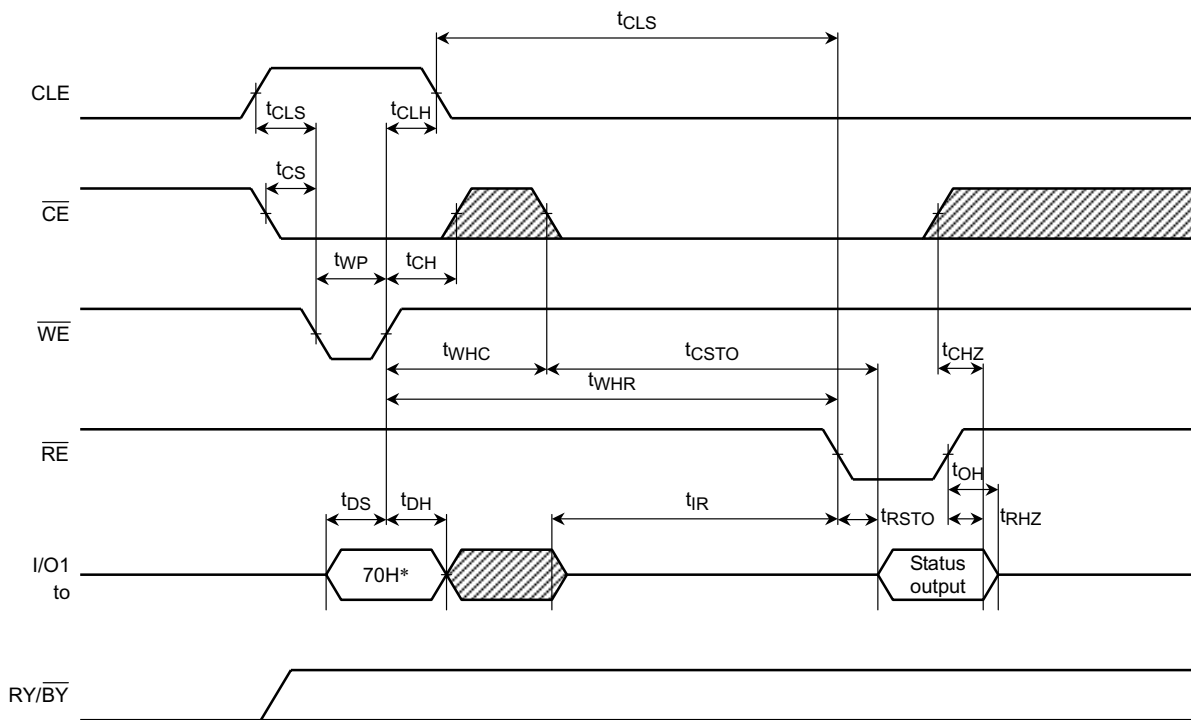 tCLS
CLE
tCLS
tCLH
tCS
CE
tWP
tCH
WE
tWHC
tCSTO
tCHZ
tWHR
RE
tOH
tDS
tDH
tIR
tRSTO
tRHZ
I/O1
to
70H*
Status
output
RY/BY